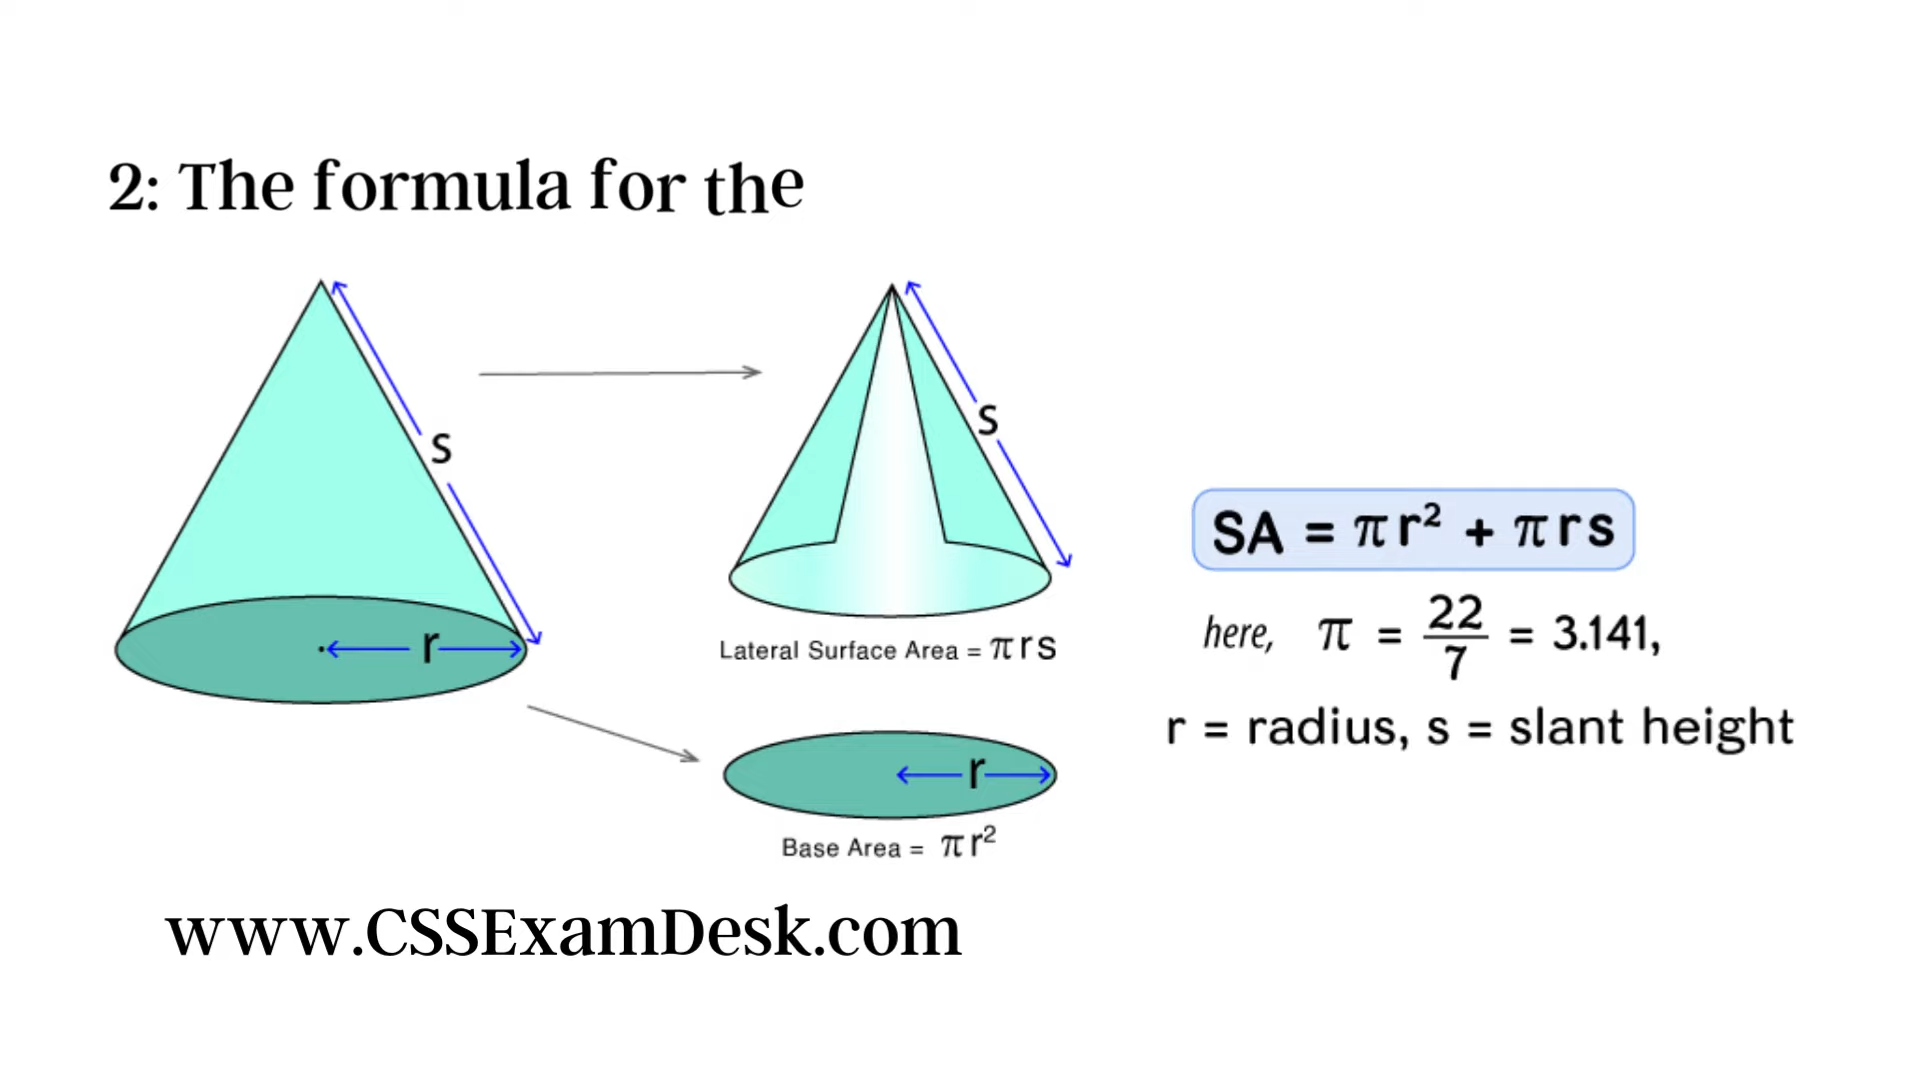 2: The formula for the
s
r
s
Lateral Surface Area = π r s
r
Base Area = π r²
SA = π r² + π r s
here, π = 22/7 = 3.141,
r = radius, s = slant height
www.CSSExamDesk.com